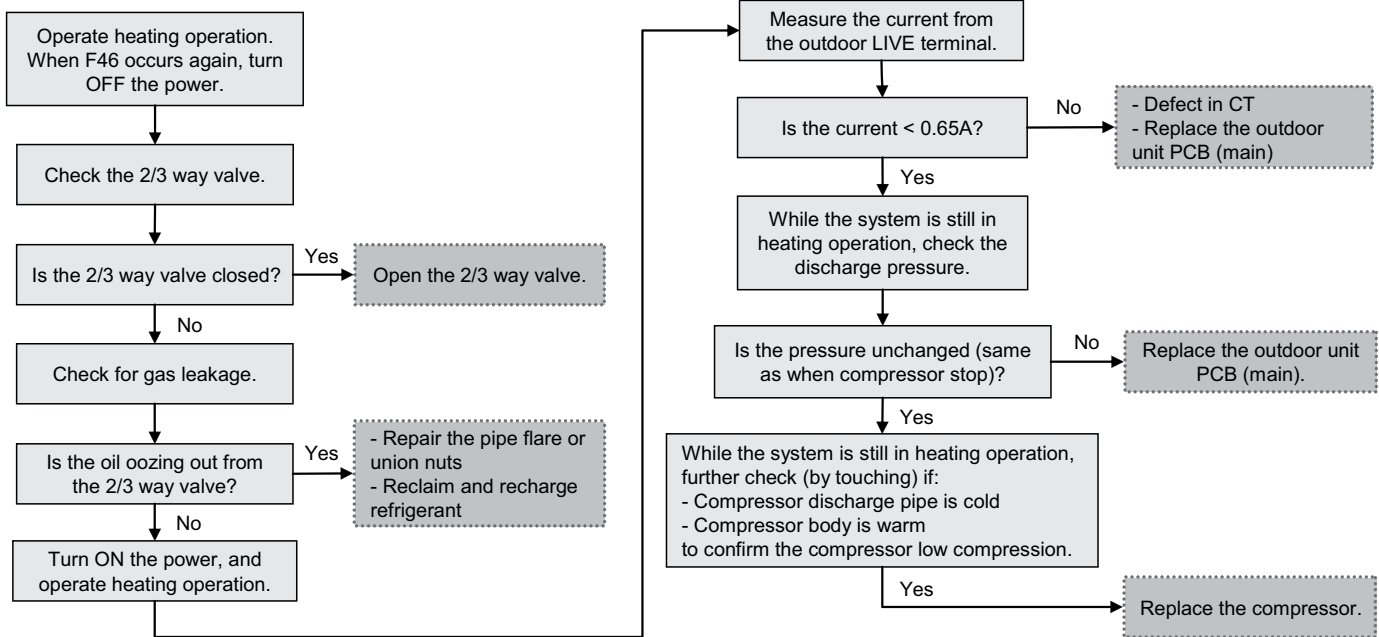 Operate heating operation.
When F46 occurs again, turn
OFF the power.
Check the 2/3 way valve.
Is the 2/3 way valve closed?
Yes
Open the 2/3 way valve.
No
Check for gas leakage.
Is the oil oozing out from
the 2/3 way valve?
Yes
- Repair the pipe flare or
union nuts
- Reclaim and recharge
refrigerant
No
Turn ON the power, and
operate heating operation.
Measure the current from
the outdoor LIVE terminal.
Is the current < 0.65A?
No
- Defect in CT
- Replace the outdoor
unit PCB (main)
Yes
While the system is still in
heating operation, check the
discharge pressure.
Is the pressure unchanged (same
as when compressor stop)?
No
Replace the outdoor unit
PCB (main).
Yes
While the system is still in heating operation,
further check (by touching) if:
- Compressor discharge pipe is cold
- Compressor body is warm
to confirm the compressor low compression.
Yes
Replace the compressor.